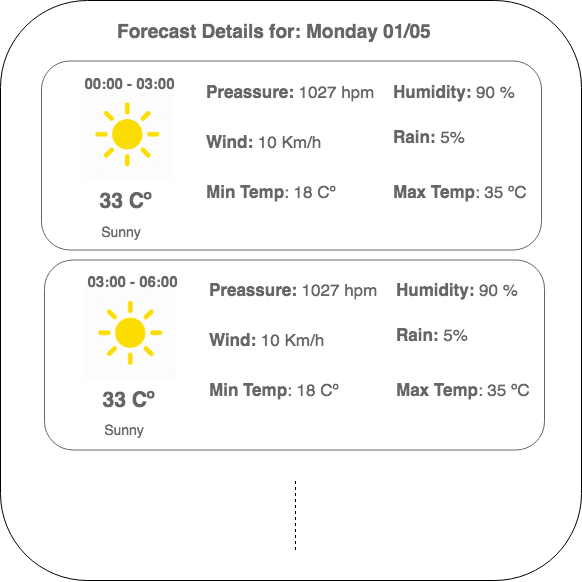 Forecast Details for: Monday 01/05
00:00 - 03:00
Preassure: 1027 hpm Humidity: 90 %
Wind: 10 Km/h Rain: 5%
Min Temp: 18 Cº Max Temp: 35 ºC
33 Cº
Sunny
03:00 - 06:00
Preassure: 1027 hpm Humidity: 90 %
Wind: 10 Km/h Rain: 5%
Min Temp: 18 Cº Max Temp: 35 ºC
33 Cº
Sunny